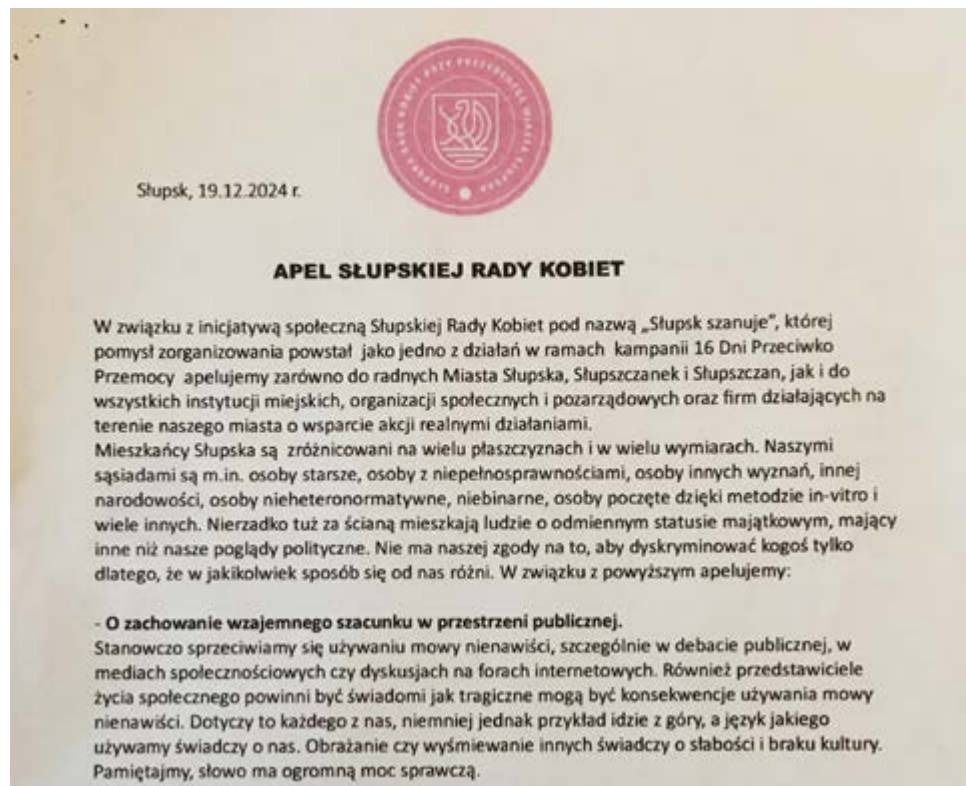 SŁUPSKA RADA KOBIET PRZY PREZYDENCIE MIASTA SŁUPSKA
Słupsk, 19.12.2024 r.
APEL SŁUPSKIEJ RADY KOBIET
W związku z inicjatywą społeczną Słupskiej Rady Kobiet pod nazwą „Słupsk szanuje”, której
pomysł zorganizowania powstał jako jedno z działań w ramach kampanii 16 Dni Przeciwko
Przemocy apelujemy zarówno do radnych Miasta Słupska, Słupszczanek i Słupszczan, jak i do
wszystkich instytucji miejskich, organizacji społecznych i pozarządowych oraz firm działających na
terenie naszego miasta o wsparcie akcji realnymi działaniami.
Mieszkańcy Słupska są zróżnicowani na wielu płaszczyznach i w wielu wymiarach. Naszymi
sąsiadami są m.in. osoby starsze, osoby z niepełnosprawnościami, osoby innych wyznań, innej
narodowości, osoby nieheteronormatywne, niebinarne, osoby poczęte dzięki metodzie in-vitro i
wiele innych. Nierzadko tuż za ścianą mieszkają ludzie o odmiennym statusie majątkowym, mający
inne niż nasze poglądy polityczne. Nie ma naszej zgody na to, aby dyskryminować kogoś tylko
dlatego, że w jakikolwiek sposób się od nas różni. W związku z powyższym apelujemy:
- O zachowanie wzajemnego szacunku w przestrzeni publicznej.
Stanowczo sprzeciwiamy się używaniu mowy nienawiści, szczególnie w debacie publicznej, w
mediach społecznościowych czy dyskusjach na forach internetowych. Również przedstawiciele
życia społecznego powinni być świadomi jak tragiczne mogą być konsekwencje używania mowy
nienawiści. Dotyczy to każdego z nas, niemniej jednak przykład idzie z góry, a język jakiego
używamy świadczy o nas. Obrażanie czy wyśmiewanie innych świadczy o słabości i braku kultury.
Pamiętajmy, słowo ma ogromną moc sprawczą.